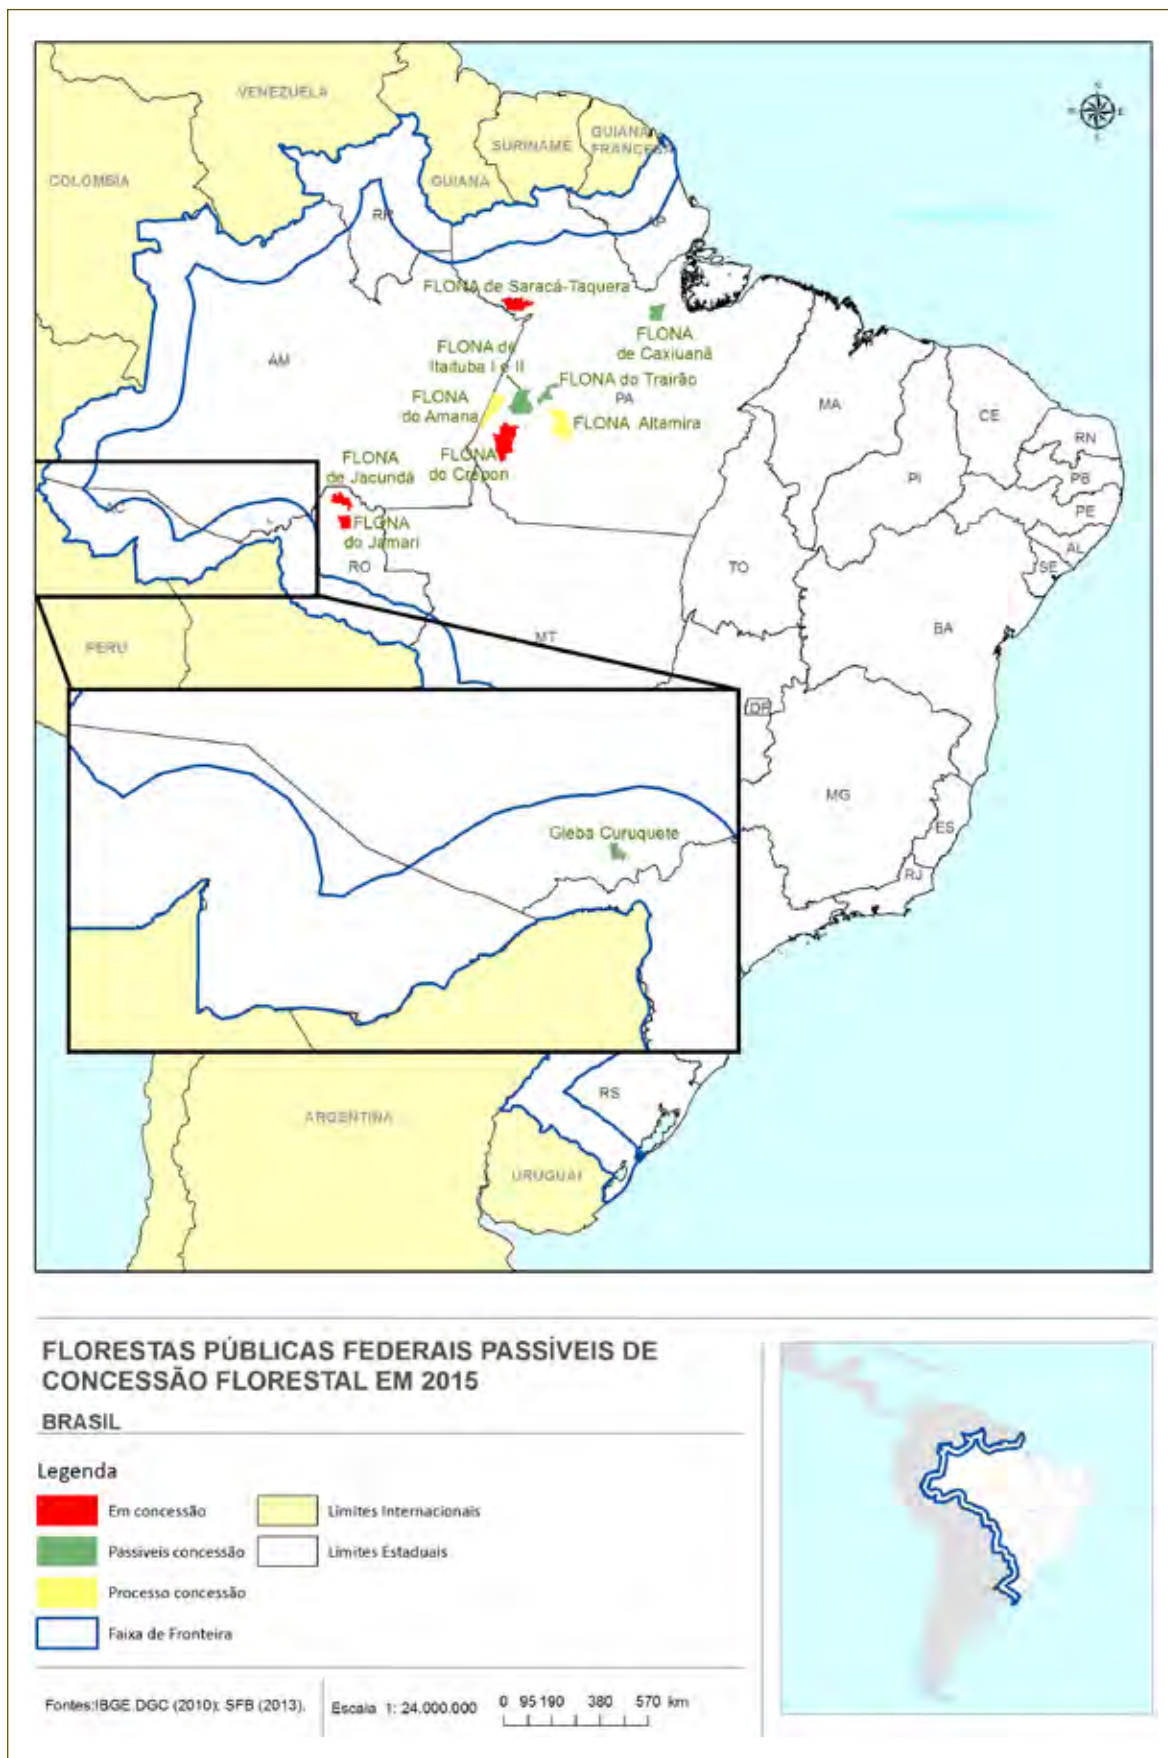 N
E
S
VENEZUELA
GUIANA
FRANCESA
SURINAME
COLOMBIA
GUIANA
RR
AP
FLONA de Saracá-Taquera
FLONA
de Caxiuanã
FLONA de
Itaituba I e II
AM
FLONA do Trairão
PA
FLONA
do Amana
FLONA Altamira
MA
CE
RN
FLONA
do Crepori
FLONA
de Jacundá
PI
PB
PE
AC
FLONA
do Jamari
AL
SE
RO
TO
BA
MT
PERU
DF
MG
ES
RJ
Gleba Curuquete
RS
ARGENTINA
URUGUAI
FLORESTAS PÚBLICAS FEDERAIS PASSÍVEIS DE
CONCESSÃO FLORESTAL EM 2015
BRASIL
Legenda
Em concessão
Limites Internacionais
Passiveis concessão
Limites Estaduais
Processo concessão
Faixa de Fronteira
Fontes:IBGE.DGC (2010); SFB (2013).
Escala 1: 24.000.000
0 95 190 380 570 km